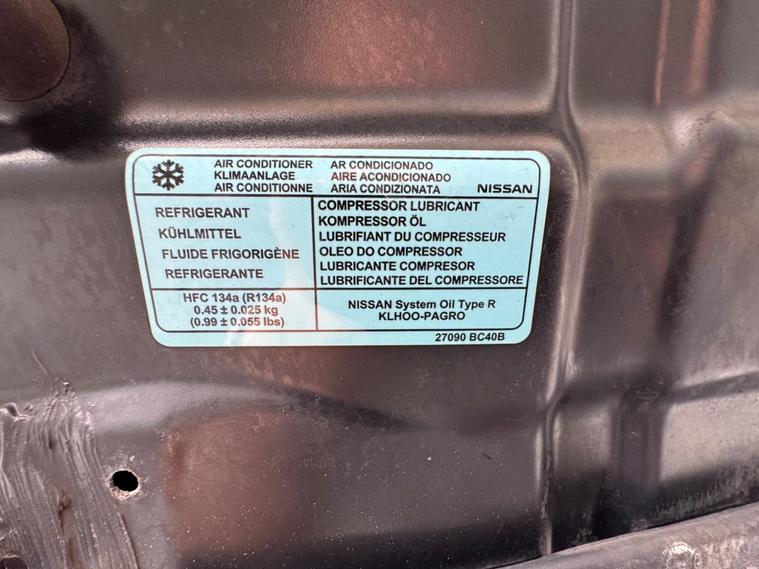 AIR CONDITIONER AR CONDICIONADO
KLIMAANLAGE AIRE ACONDICIONADO
AIR CONDITIONNE ARIA CONDIZIONATA NISSAN
REFRIGERANT
KÜHLMITTEL
FLUIDE FRIGORIGÈNE
REFRIGERANTE
COMPRESSOR LUBRICANT
KOMPRESSOR ÖL
LUBRIFIANT DU COMPRESSEUR
OLEO DO COMPRESSOR
LUBRICANTE COMPRESOR
LUBRIFICANTE DEL COMPRESSORE
HFC 134a (R134a)
0.45 ± 0.025 kg
(0.99 ± 0.055 lbs)
NISSAN System Oil Type R
KLHOO-PAGRO
27090 BC40B